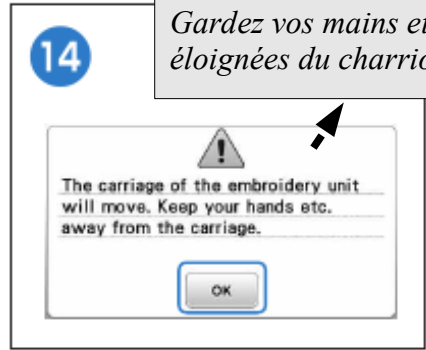 14
Gardez vos mains et
éloignées du charrio
The carriage of the embroidery unit
will move. Keep your hands etc.
away from the carriage.
OK